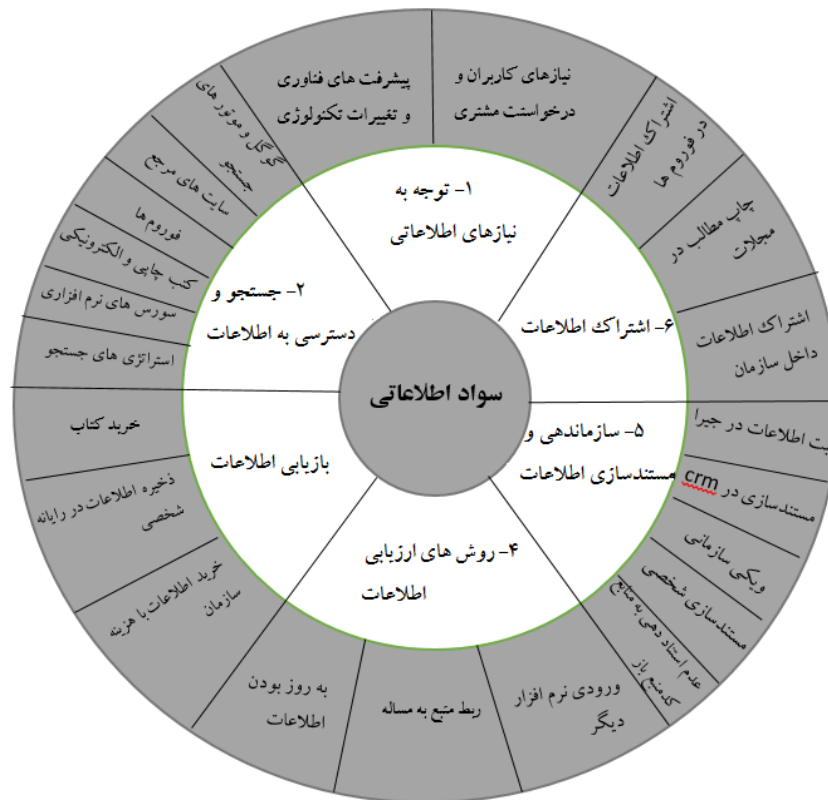 سواد اطلاعاتی
۱- توجه به
نیازهای اطلاعاتی
پیشرفت های فناوری
و تغییرات تکنولوژی
نیازهای کاربران و
درخواستت مشتری
۲- جستجو و
دسترسی به اطلاعات
گوگل و موتور های
جستجو
سایت های مرجع
فوروم‌ها
کتب چاپی و الکترونیکی
سورس های نرم افزاری
استراتژی های جستجو
بازیابی اطلاعات
خرید کتاب
ذخیره اطلاعات در رایانه
شخصی
خرید اطلاعات با هزینه
سازمان
۴- روش های ارزیابی
اطلاعات
به روز بودن
اطلاعات
ربط منبع به مساله
ورودی نرم افزار
دیگر
۵- سازماندهی و
مستندسازی اطلاعات
بت اطلاعات در جیرا
مستندسازی در crm
ویکی سازمانی
مستندسازی شخصی
عدم استناد دهی به منابع
کدمنبع باز
۶- اشتراک اطلاعات
اشتراک اطلاعات
در فوروم ها
چاپ مطالب در
مجلات
اشتراک اطلاعات
داخل سازمان